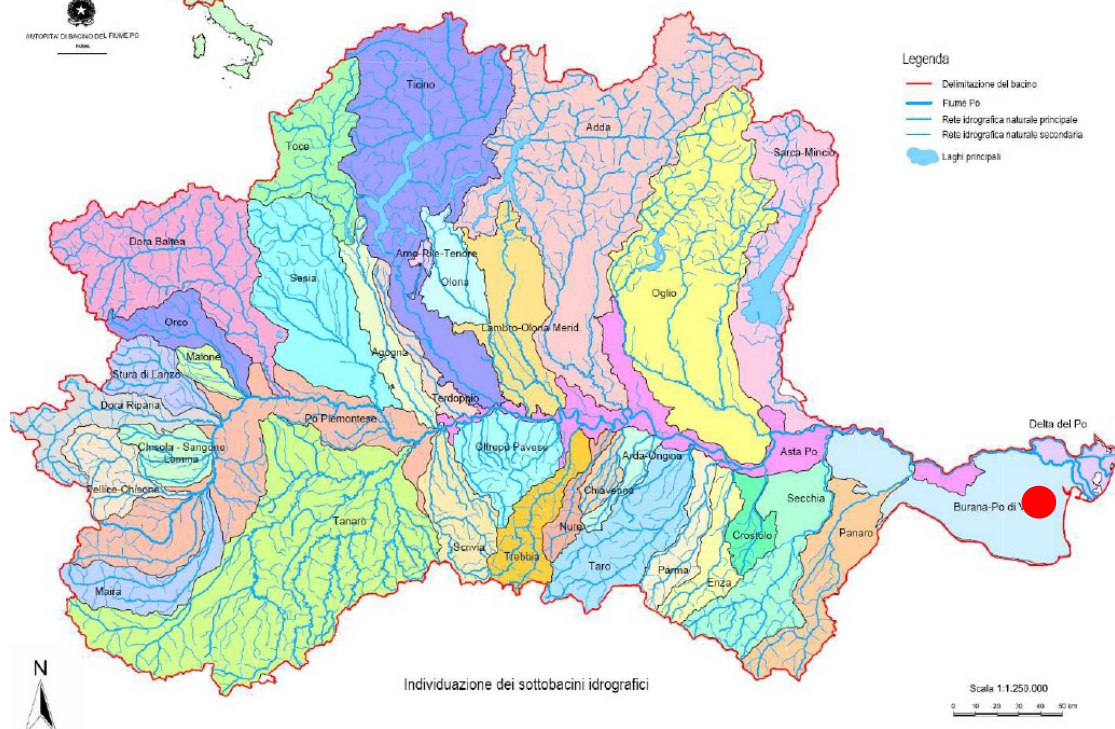 AUTORITA' DI BACINO DEL FIUME PO
PARMA
Legenda
Delimitazione del bacino
Fiume Po
Rete idrografica naturale principale
Rete idrografica naturale secondaria
Laghi principali
Ticino
Adda
Toce
Sarca-Mincio
Dora Baltea
Arno-Rile-Tenore
Sesia
Olona
Oglio
Orco
Lambro-Olona Merid.
Malone
Agogna
Stura di Lanzo
Terdoppio
Dora Riparia
Po Piemontese
Delta del Po
Chisola - Sangone
Lemina
Oltrepo Pavese
Arda-Ongina
Asta Po
Pellice-Chisone
Chiavenna
Secchia
Burana-Po di V
Tanaro
Nure
Crostolo
Panaro
Scrivia
Trebbia
Taro
Parma
Enza
Maira
N
Individuazione dei sottobacini idrografici
Scala 1:1.250.000
0 10 20 30 40 50 km